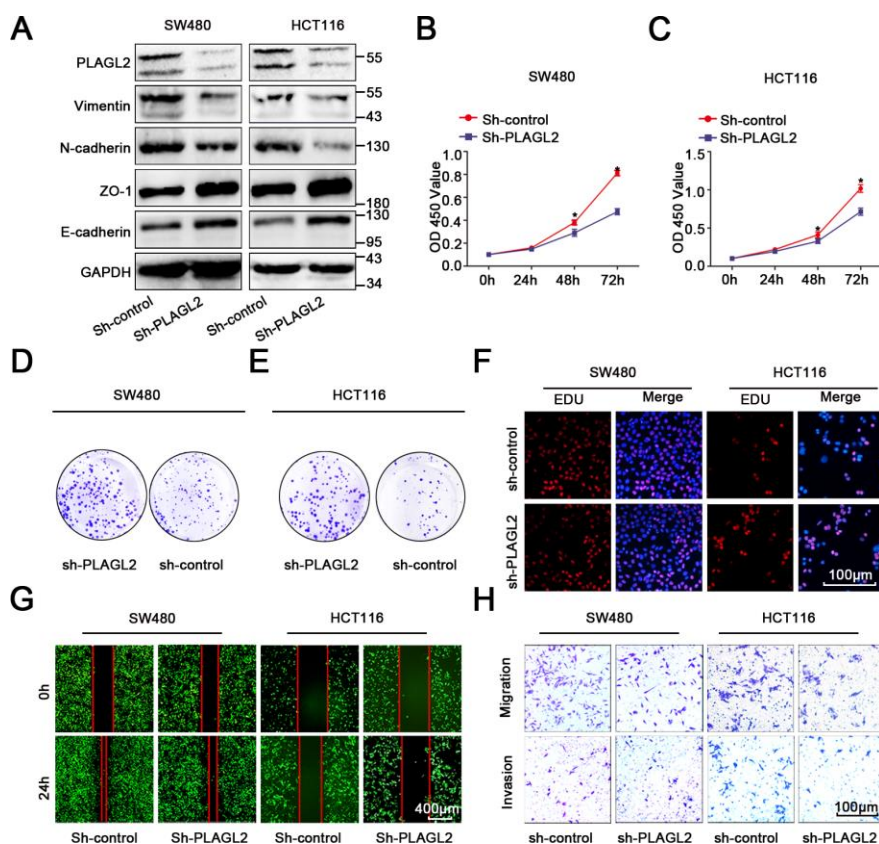 A
SW480
HCT116
PLAGL2
55
Vimentin
55
43
N-cadherin
130
ZO-1
180
E-cadherin
130
95
GAPDH
43
34
Sh-control
Sh-PLAGL2
Sh-control
Sh-PLAGL2
B
SW480
Sh-control
Sh-PLAGL2
OD 450 Value
1.0
0.8
0.6
0.4
0.2
0.0
0h 24h 48h 72h
* *
C
HCT116
Sh-control
Sh-PLAGL2
OD 450 Value
1.5
1.0
0.5
0.0
0h 24h 48h 72h
* *
D
SW480
sh-PLAGL2 sh-control
E
HCT116
sh-PLAGL2 sh-control
F
SW480 HCT116
EDU Merge EDU Merge
sh-control
sh-PLAGL2
100μm
G
SW480 HCT116
0h
24h
400μm
Sh-control Sh-PLAGL2 Sh-control Sh-PLAGL2
H
SW480 HCT116
Migration
Invasion
100μm
sh-control sh-PLAGL2 sh-control sh-PLAGL2